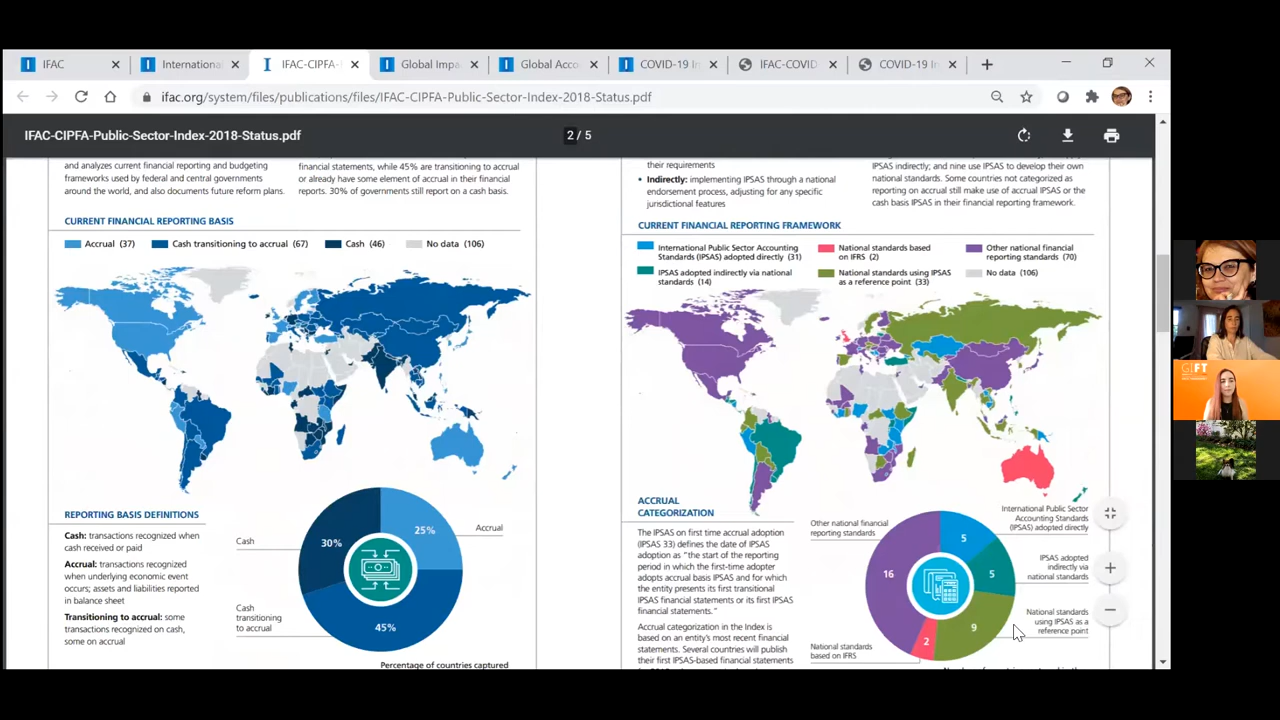 IFAC
Internationa
IFAC-CIPFA-
Global Impa
Global Acco
COVID-19 In
IFAC-COVID
COVID-19 In
ifac.org/system/files/publications/files/IFAC-CIPFA-Public-Sector-Index-2018-Status.pdf
IFAC-CIPFA-Public-Sector-Index-2018-Status.pdf
2 / 5
and analyzes current financial reporting and budgeting
frameworks used by federal and central governments
around the world, and also documents future reform plans.
financial statements, while 45% are transitioning to accrual
or already have some element of accrual in their financial
reports. 30% of governments still report on a cash basis.
CURRENT FINANCIAL REPORTING BASIS
Accrual (37)
Cash transitioning to accrual (67)
Cash (46)
No data (106)
REPORTING BASIS DEFINITIONS
Cash: transactions recognized when
cash received or paid
Accrual: transactions recognized
when underlying economic event
occurs; assets and liabilities reported
in balance sheet
Transitioning to accrual: some
transactions recognized on cash,
some on accrual
Cash
30%
25%
Accrual
Cash
transitioning
to accrual
45%
Percentage of countries captured
their requirements
• Indirectly: implementing IPSAS through a national
endorsement process, adjusting for any specific
jurisdictional features
IPSAS indirectly; and nine use IPSAS to develop their own
national standards. Some countries not categorized as
reporting on accrual still make use of accrual IPSAS or the
cash basis IPSAS in their financial reporting framework.
CURRENT FINANCIAL REPORTING FRAMEWORK
International Public Sector Accounting
Standards (IPSAS) adopted directly (31)
National standards based
on IFRS (2)
Other national financial
reporting standards (70)
IPSAS adopted indirectly via national
standards (14)
National standards using IPSAS
as a reference point (33)
No data (106)
ACCRUAL
CATEGORIZATION
The IPSAS on first time accrual adoption
(IPSAS 33) defines the date of IPSAS
adoption as "the start of the reporting
period in which the first-time adopter
adopts accrual basis IPSAS and for which
the entity presents its first transitional
IPSAS financial statements or its first IPSAS
financial statements."
Accrual categorization in the Index is
based on an entity's most recent financial
statements. Several countries will publish
their first IPSAS-based financial statements
Other national financial
reporting standards
International Public Sector
Accounting Standards
(IPSAS) adopted directly
5
16
5
IPSAS adopted
indirectly via
national standards
9
National standards
using IPSAS as a
reference point
2
National standards
based on IFRS
GIFT